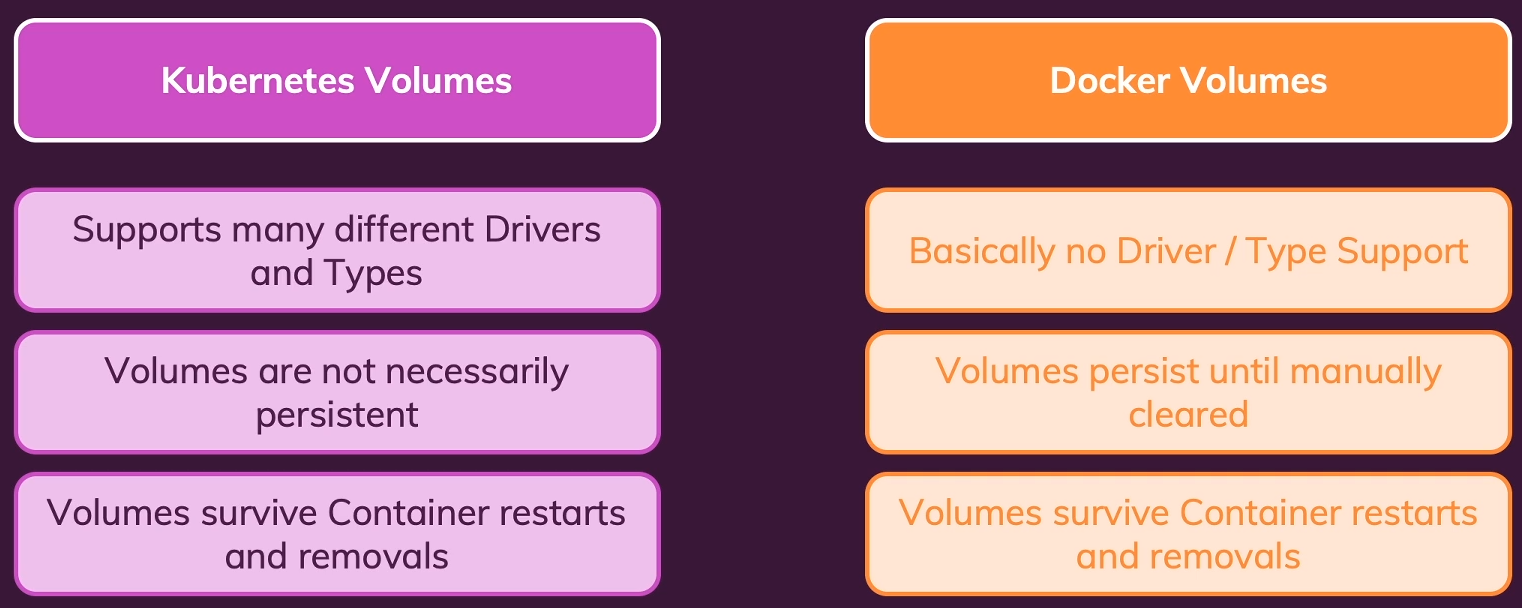 Kubernetes Volumes
Docker Volumes
Supports many different Drivers
and Types
Basically no Driver / Type Support
Volumes are not necessarily
persistent
Volumes persist until manually
cleared
Volumes survive Container restarts
and removals
Volumes survive Container restarts
and removals